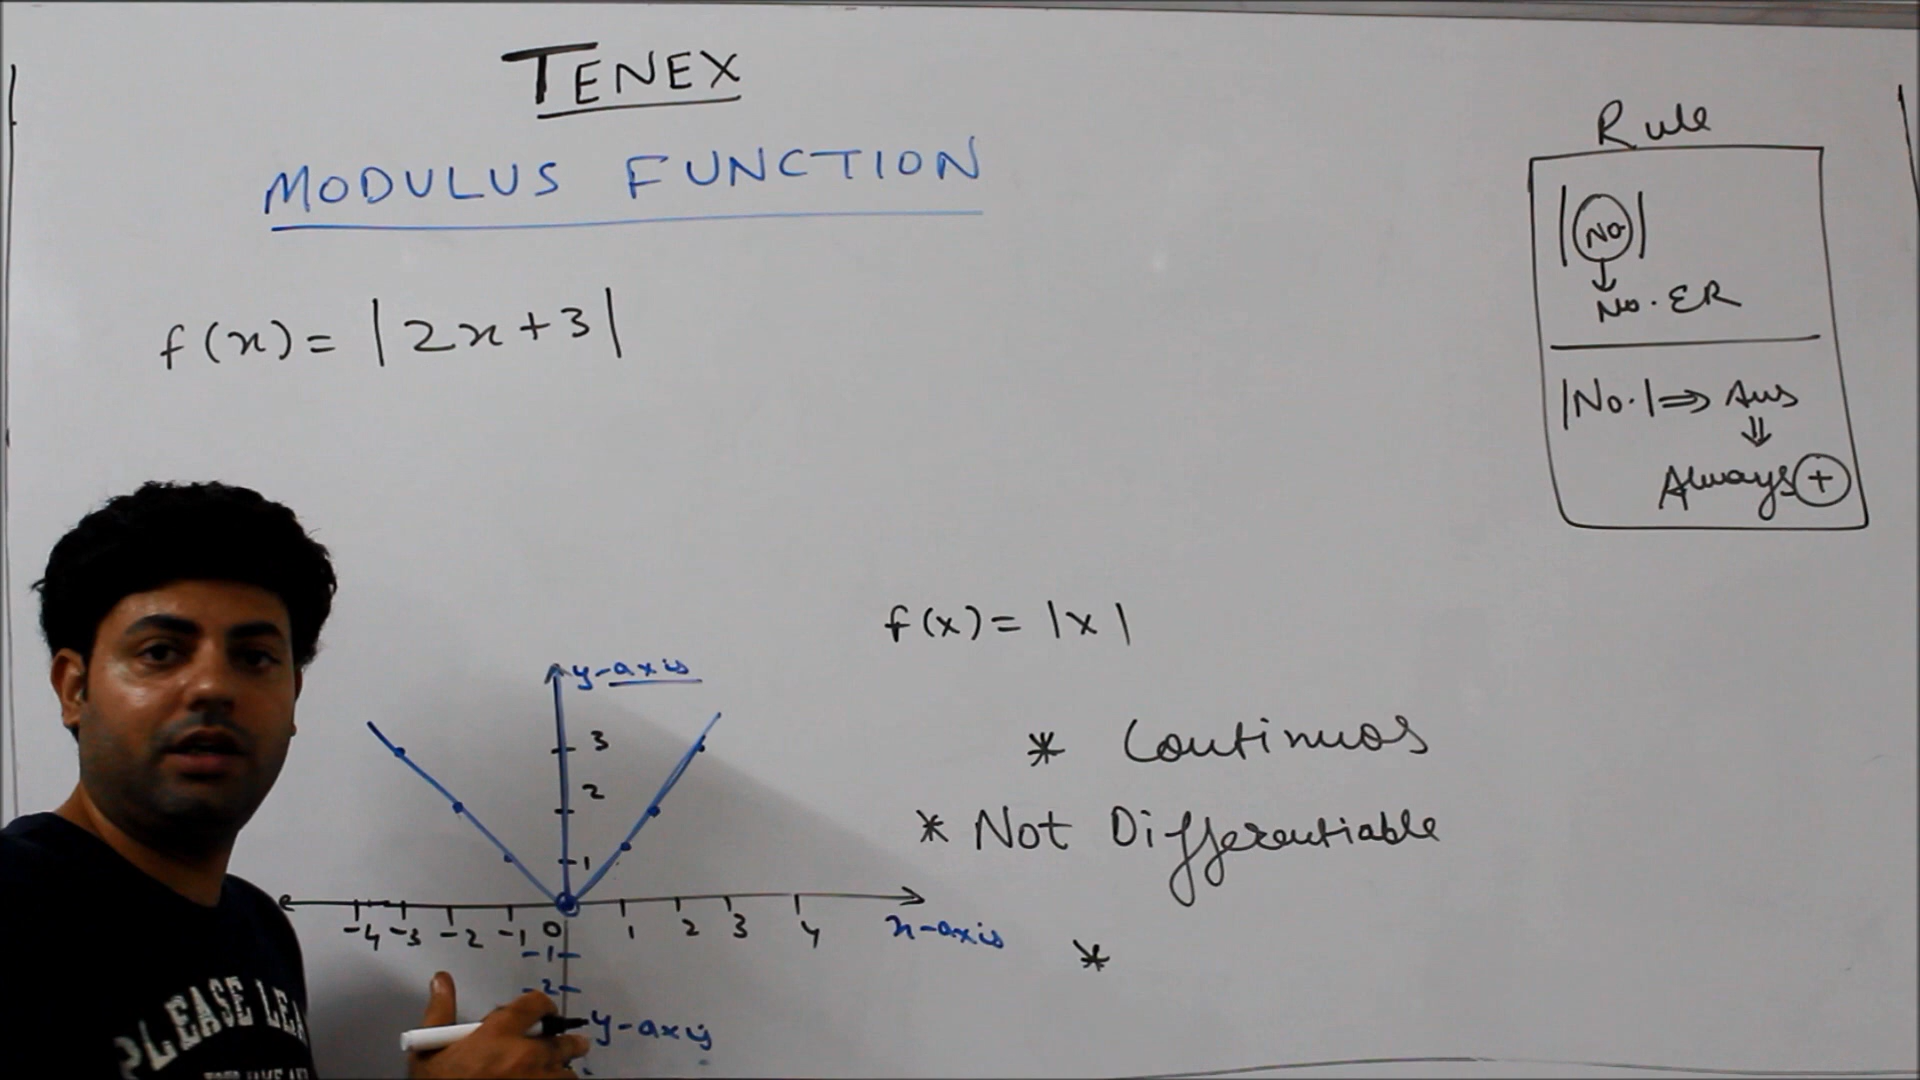 TENEX
MODULUS FUNCTION
f(x) = |2x+3|
Rule
|No|
No. ER
|No.| ⇒ Ans
⇓
Always +
f(x) = |x|
* Continuos
* Not Differentiable
*
y-axis
3
2
1
-4 -3 -2 -1 0 1 2 3 4
x-axis
-1
-2
y-axis
PLEASE LEA